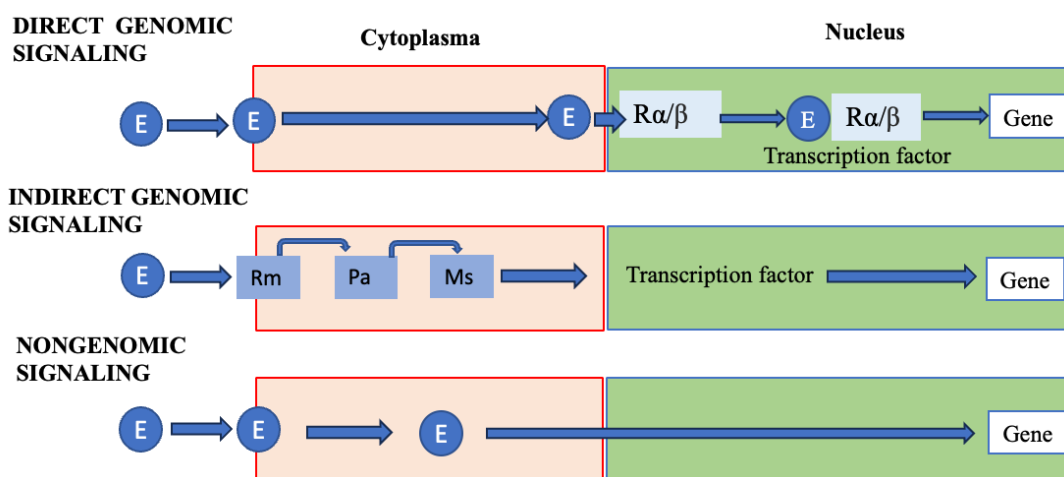 DIRECT GENOMIC
SIGNALING
Cytoplasma
Nucleus
E
E
E
Rα/β
E
Rα/β
Gene
Transcription factor
INDIRECT GENOMIC
SIGNALING
E
Rm
Pa
Ms
Transcription factor
Gene
NONGENOMIC
SIGNALING
E
E
E
Gene